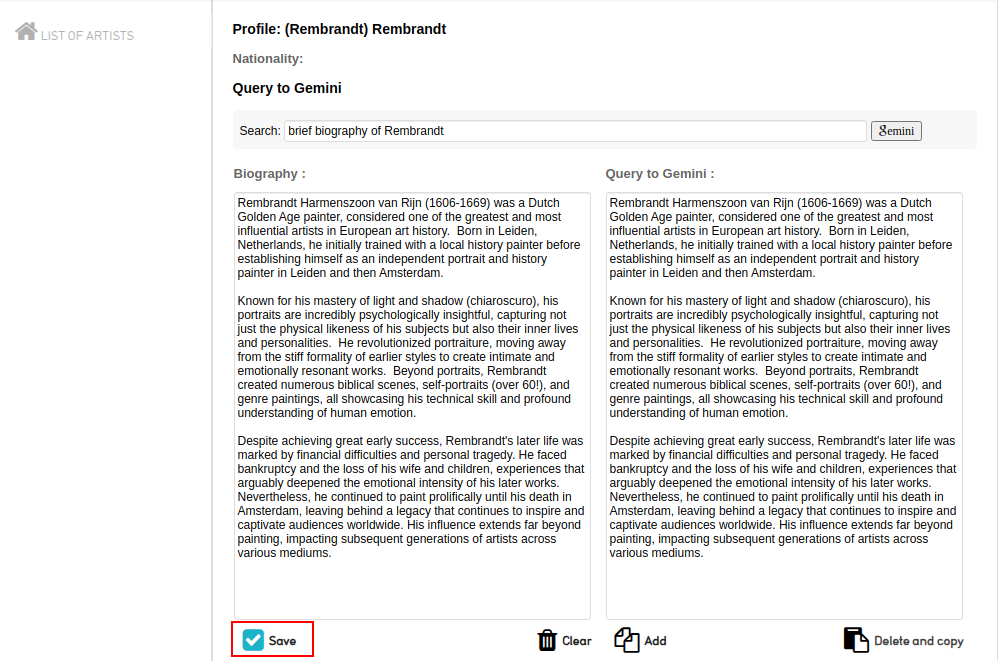 LIST OF ARTISTS
Profile: (Rembrandt) Rembrandt
Nationality:
Query to Gemini
Search: brief biography of Rembrandt Gemini
Biography :
Rembrandt Harmenszoon van Rijn (1606-1669) was a Dutch
Golden Age painter, considered one of the greatest and most
influential artists in European art history.  Born in Leiden,
Netherlands, he initially trained with a local history painter before
establishing himself as an independent portrait and history
painter in Leiden and then Amsterdam.
Known for his mastery of light and shadow (chiaroscuro), his
portraits are incredibly psychologically insightful, capturing not
just the physical likeness of his subjects but also their inner lives
and personalities.  He revolutionized portraiture, moving away
from the stiff formality of earlier styles to create intimate and
emotionally resonant works.  Beyond portraits, Rembrandt
created numerous biblical scenes, self-portraits (over 60!), and
genre paintings, all showcasing his technical skill and profound
understanding of human emotion.
Despite achieving great early success, Rembrandt's later life was
marked by financial difficulties and personal tragedy. He faced
bankruptcy and the loss of his wife and children, experiences that
arguably deepened the emotional intensity of his later works.
Nevertheless, he continued to paint prolifically until his death in
Amsterdam, leaving behind a legacy that continues to inspire and
captivate audiences worldwide. His influence extends far beyond
painting, impacting subsequent generations of artists across
various mediums.
Save
Clear
Query to Gemini :
Rembrandt Harmenszoon van Rijn (1606-1669) was a Dutch
Golden Age painter, considered one of the greatest and most
influential artists in European art history.  Born in Leiden,
Netherlands, he initially trained with a local history painter before
establishing himself as an independent portrait and history
painter in Leiden and then Amsterdam.
Known for his mastery of light and shadow (chiaroscuro), his
portraits are incredibly psychologically insightful, capturing not
just the physical likeness of his subjects but also their inner lives
and personalities.  He revolutionized portraiture, moving away
from the stiff formality of earlier styles to create intimate and
emotionally resonant works.  Beyond portraits, Rembrandt
created numerous biblical scenes, self-portraits (over 60!), and
genre paintings, all showcasing his technical skill and profound
understanding of human emotion.
Despite achieving great early success, Rembrandt's later life was
marked by financial difficulties and personal tragedy. He faced
bankruptcy and the loss of his wife and children, experiences that
arguably deepened the emotional intensity of his later works.
Nevertheless, he continued to paint prolifically until his death in
Amsterdam, leaving behind a legacy that continues to inspire and
captivate audiences worldwide. His influence extends far beyond
painting, impacting subsequent generations of artists across
various mediums.
Add
Delete and copy